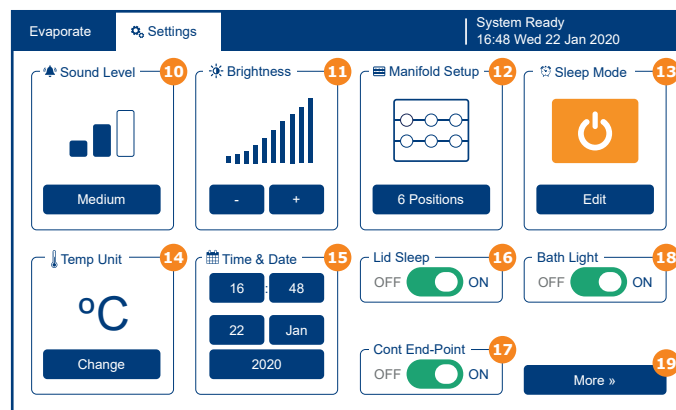 Evaporate
Settings
System Ready
16:48 Wed 22 Jan 2020
Sound Level
10
Medium
Brightness
11
-
+
Manifold Setup
12
6 Positions
Sleep Mode
13
Edit
Temp Unit
14
ºC
Change
Time & Date
15
16 : 48
22 Jan
2020
Lid Sleep
16
OFF ON
Cont End-Point
17
OFF ON
Bath Light
18
OFF ON
19
More »